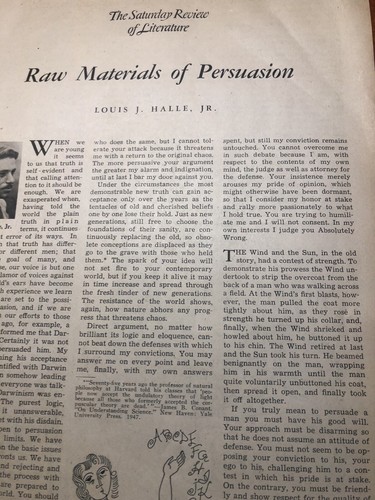 The Saturday Review
of Literature
Raw Materials of Persuasion
LOUIS J. HALLE, JR.
WHEN we
are young
it seems
to us that truth is
self-evident and
that calling atten-
tion to it should be
enough. We are
exasperated when,
having told the
world the plain
truth in plain
Jr. terms, it continues
error of its ways. In
that truth has differ-
different ring that
goal of many, and
our voice is but one
clamor of voices against
ld's ears have become
experience we learn
are set to the possi-
asion, and if we are
our efforts to those
ago, for example, a
formed me that Dar-
Certainly it was not
persuaded him. My
ing his acceptance
ntified with Darwin
somehow leading
everyone was talk-
Darwinism was en-
The purest logic,
unanswerable,
with his disdain.
pen to persuasion
limits. We have
the basic issues
onts us. We have
and rejecting and
the process with
are prepared to
orld. You should
who does the same, but I cannot tol-
erate your attack because it threatens
me with a return to the original chaos.
The more persuasive your argument
the greater my alarm and indignation,
until at last I bar my door against you.
Under the circumstances the most
demonstrable new truth can gain ac-
ceptance only over the years as the
tentacles of old and cherished beliefs
one by one lose their hold. Just as new
generations, still free to choose the
foundations of their sanity, are con-
tinuously replacing the old, so obso-
lete conceptions are displaced as they
go to the grave with those who held
them.* The spark of your idea will
not set fire to your contemporary
world, but if you keep it alive it may
in time increase and spread through
the fresh tinder of new generations.
The resistance of the world shows,
again, how nature abhors any prog-
ress that threatens chaos.
Direct argument, no matter how
brilliant its logic and eloquence, can-
not beat down the defenses with which
I surround my convictions. You may
answer me on every point and leave
me, finally, with my own answers
*"Seventy-five years ago the professor of natural
philosophy at Harvard told his classes that 'peo-
ple now accept the undulatory theory of light
because all those who formerly accepted the cor-
puscular theory are dead.'"—James B. Conant,
"On Understanding Science." New Haven: Yale
University Press. 1947.
spent, but still my conviction remains
untouched. You cannot overcome me
in such debate because I am, with
respect to the contents of my own
mind, the judge as well as attorney for
the defense. Your insistence merely
arouses my pride of opinion, which
might otherwise have been dormant,
so that I consider my honor at stake
and rally more passionately to what
I hold true. You are trying to humili-
ate me and I will not consent. In my
own interests I judge you Absolutely
Wrong.
THE Wind and the Sun, in the old
story, had a contest of strength. To
demonstrate his prowess the Wind un-
dertook to strip the overcoat from the
back of a man who was walking across
a field. At the Wind's first blasts, how-
ever, the man pulled the coat more
tightly about him, as they rose in
strength he turned up his collar, and,
finally, when the Wind shrieked and
howled about him, he buttoned it up
to his chin. The Wind retired at last
and the Sun took his turn. He beamed
benignantly on the man, wrapping
him in his warmth until the man
quite voluntarily unbuttoned his coat,
then spread it open, and finally took
it off altogether.
If you truly mean to persuade a
man you must have his good will.
Your approach must be disarming so
that he does not assume an attitude of
defense. You must not seem to be op-
posing your conviction to his, your
ego to his, challenging him to a con-
test in which his pride is at stake.
On the contrary, you must be friend-
ly and show respect for the quality of